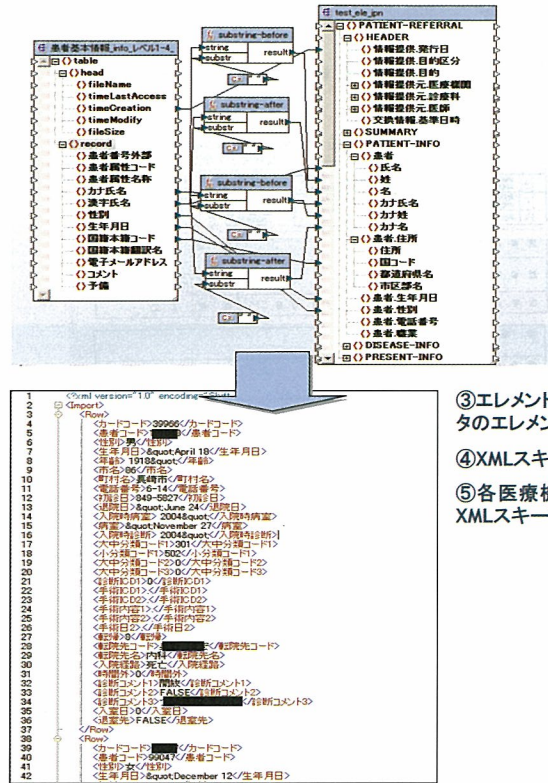 患者基本情報_info_レベル1-4_
table
head
fileName
timeLastAccess
timeCreation
timeModify
fileSize
record
患者番号外部
患者属性コード
患者属性名称
カナ氏名
漢字氏名
性別
生年月日
国籍本籍コード
国籍本籍翻訳名
電子メールアドレス
コメント
予備
substring-before
string
substr
result
substring-after
string
substr
result
substring-before
string
substr
result
substring-after
string
substr
result
test_ele_jpn
PATIENT-REFERRAL
HEADER
情報提供.発行日
情報提供.目的区分
情報提供.目的
情報提供元.医療機関
情報提供元.診療科
情報提供元.医師
交換情報.基準日時
SUMMARY
PATIENT-INFO
患者
氏名
姓
名
カナ氏名
カナ姓
カナ名
患者.住所
住所
国コード
都道府県名
市区郡名
患者.生年月日
患者.性別
患者.電話番号
患者.職業
DISEASE-INFO
PRESENT-INFO
1 <?xml version="1.0" encoding=
2 <Import>
3 <Row>
4 <カードコード>39966</カードコード>
5 <患者コード></患者コード>
6 <性別>男</性別>
7 <生年月日>&quot;April 18</生年月日>
8 <年齢> 1918&quot;</年齢>
9 <市名>86</市名>
10 <町村名>長崎市</町村名>
11 <電話番号>6-14</電話番号>
12 <初診日>849-5827</初診日>
13 <退院日>&quot;June 24</退院日>
14 <入院時病室> 2004&quot;</入院時病室>
15 <病室>&quot;November 27</病室>
16 <入院時診断> 2004&quot;</入院時診断>
17 <大中分類コード1>301</大中分類コード1>
18 <小分類コード1>502</小分類コード1>
19 <大中分類コード2>0</大中分類コード2>
20 <大中分類コード3>0</大中分類コード3>
21 <診断ICD1>0</診断ICD1>
22 <手術ICD1></手術ICD1>
23 <手術ICD2></手術ICD2>
24 <手術内容1></手術内容1>
25 <手術内容2></手術内容2>
26 <手術日2></手術日2>
27 <転帰>8</転帰>
28 <転院先コード></転院先コード>
29 <転院先名>内科</転院先名>
30 <入院経路>死亡</入院経路>
31 <時間外>0</時間外>
32 <診断コメント1>開放</診断コメント1>
33 <診断コメント2>FALSE</診断コメント2>
34 <診断コメント3></診断コメント3>
35 <入室日>0</入室日>
36 <退室先>FALSE</退室先>
37 </Row>
38 <Row>
39 <カードコード></カードコード>
40 <患者コード>99047</患者コード>
41 <性別>女</性別>
42 <生年月日>&quot;December 12</生年月日>
③エレメント
タのエレメン
④XMLスキ
⑤各医療機
XMLスキー